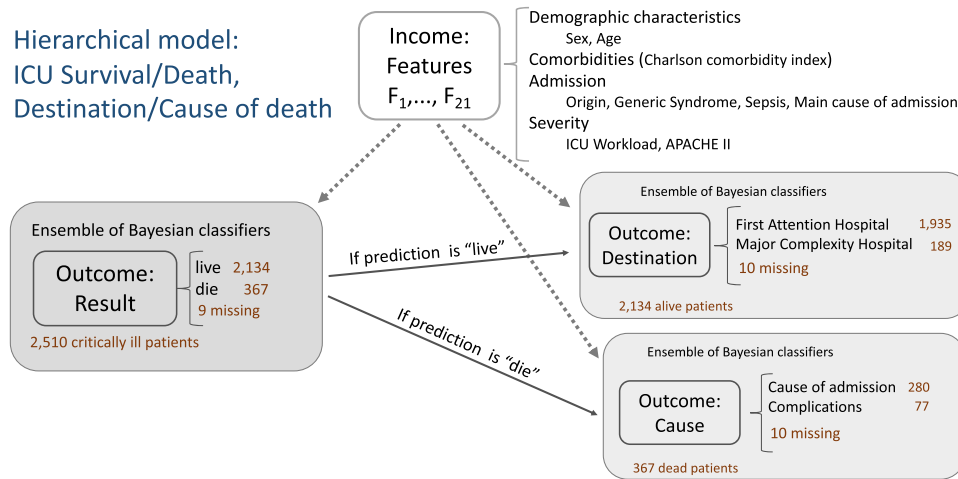 Hierarchical model:
ICU Survival/Death,
Destination/Cause of death
Income:
Features
F1,..., F21
Demographic characteristics
Sex, Age
Comorbidities (Charlson comorbidity index)
Admission
Origin, Generic Syndrome, Sepsis, Main cause of admission
Severity
ICU Workload, APACHE II
Ensemble of Bayesian classifiers
Outcome:
Result
live 2,134
die 367
9 missing
2,510 critically ill patients
If prediction is “live”
If prediction is “die”
Ensemble of Bayesian classifiers
Outcome:
Destination
First Attention Hospital 1,935
Major Complexity Hospital 189
10 missing
2,134 alive patients
Ensemble of Bayesian classifiers
Outcome:
Cause
Cause of admission 280
Complications 77
10 missing
367 dead patients